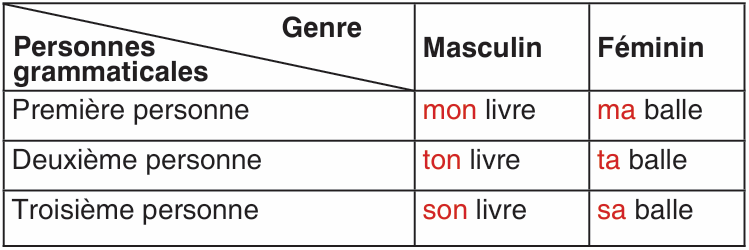 Genre
Personnes
grammaticales
Masculin
Féminin
Première personne
mon livre
ma balle
Deuxième personne
ton livre
ta balle
Troisième personne
son livre
sa balle